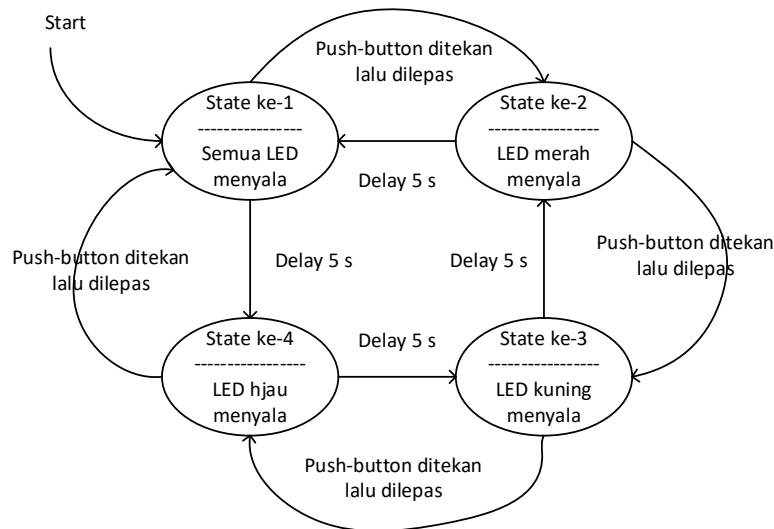 Start
Push-button ditekan
lalu dilepas
State ke-1
----------------
Semua LED
menyala
State ke-2
-----------------
LED merah
menyala
Delay 5 s
Push-button ditekan
lalu dilepas
Delay 5 s
Delay 5 s
Push-button ditekan
lalu dilepas
State ke-4
-----------------
LED hjau
menyala
Delay 5 s
State ke-3
-----------------
LED kuning
menyala
Push-button ditekan
lalu dilepas